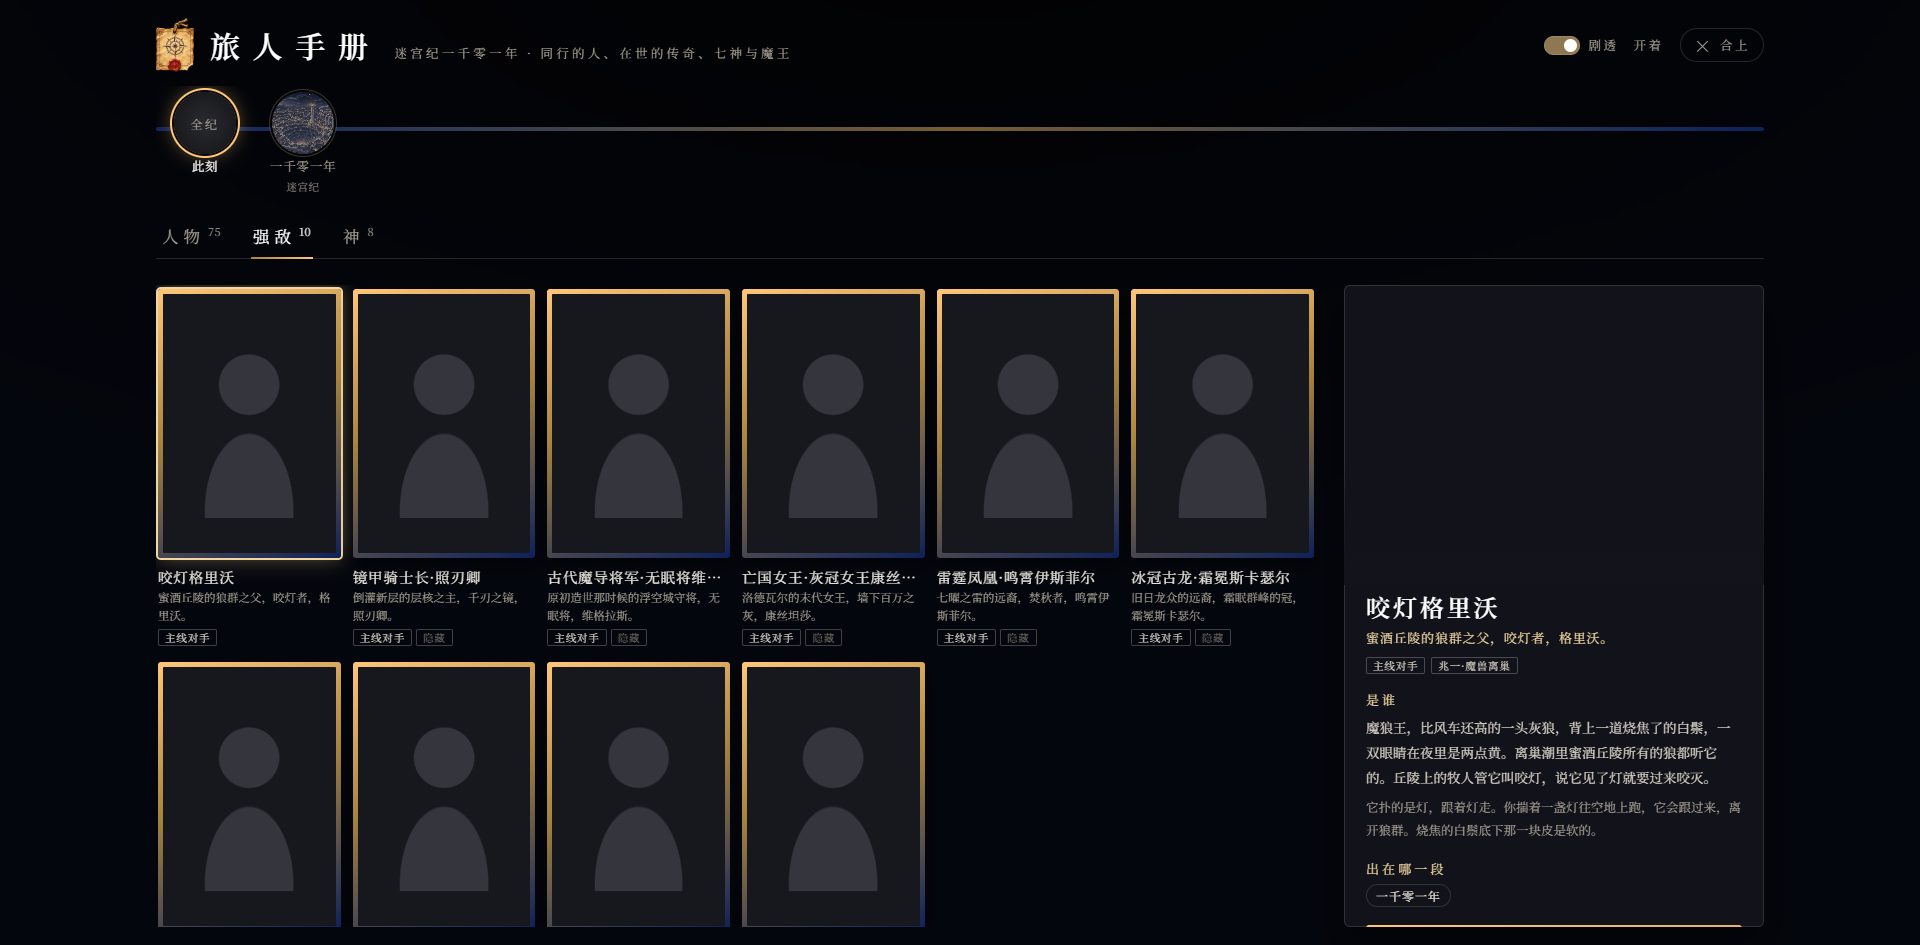 旅人手册
迷宫纪一千零一年 · 同行的人、在世的传奇、七神与魔王
剧透 开着
合上
全纪
此刻
一千零一年
迷宫纪
人物 75
强敌 10
神 8
咬灯格里沃
蜜酒丘陵的狼群之父，咬灯者，格
里沃。
主线对手
镜甲骑士长·照刃卿
倒灌新层的层核之主，千刃之镜，
照刃卿。
主线对手 隐藏
古代魔导将军·无眠将维…
原初造世那时候的浮空城守将，无
眠将，维格拉斯。
主线对手 隐藏
亡国女王·灰冠女王康丝…
洛德瓦尔的末代女王，墙下百万之
灰，康丝坦莎。
主线对手 隐藏
雷霆凤凰·鸣霄伊斯菲尔
七曜之雷的远裔，焚秋者，鸣霄伊
斯菲尔。
主线对手 隐藏
冰冠古龙·霜冕斯卡瑟尔
旧日龙众的远裔，霜眠群峰的冠，
霜冕斯卡瑟尔。
主线对手 隐藏
咬灯格里沃
蜜酒丘陵的狼群之父，咬灯者，格里沃。
主线对手 兆一·魔兽离巢
是谁
魔狼王，比风车还高的一头灰狼，背上一道烧焦了的白鬃，一
双眼睛在夜里是两点黄。离巢潮里蜜酒丘陵所有的狼都听它
的。丘陵上的牧人管它叫咬灯，说它见了灯就要过来咬灭。
它扑的是灯，跟着灯走。你揣着一盏灯往空地上跑，它会跟过来，离
开狼群。烧焦的白鬃底下那一块皮是软的。
出在哪一段
一千零一年